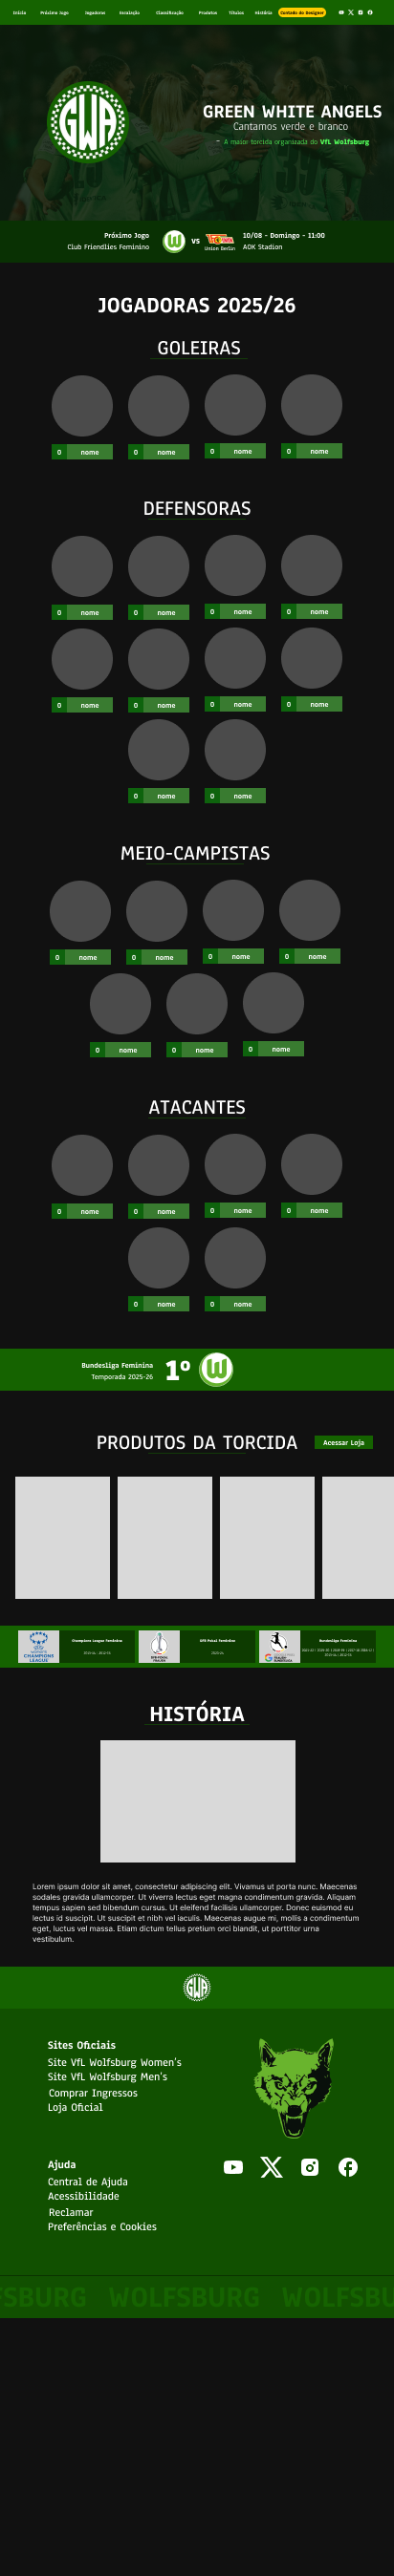 Início Próximo Jogo Jogadoras Escalação Classificação Produtos Títulos História Contado do Designer
GWA
GREEN WHITE ANGELS
Cantamos verde e branco
- A maior torcida organizada do VfL Wolfsburg
Próximo Jogo
Club Friendlies Feminino
W
VS
Union Berlin
10/08 - Domingo - 11:00
AOK Stadion
JOGADORAS 2025/26
GOLEIRAS
0 nome 0 nome 0 nome 0 nome
DEFENSORAS
0 nome 0 nome 0 nome 0 nome
0 nome 0 nome 0 nome 0 nome
0 nome 0 nome
MEIO-CAMPISTAS
0 nome 0 nome 0 nome 0 nome
0 nome 0 nome 0 nome
ATACANTES
0 nome 0 nome 0 nome 0 nome
0 nome 0 nome
Bundesliga Feminina
Temporada 2025-26
1º
W
PRODUTOS DA TORCIDA
Acessar Loja
CHAMPIONS
LEAGUE
Champions League Feminina
DFB Pokal Feminina
Bundesliga Feminina
HISTÓRIA
Lorem ipsum dolor sit amet, consectetur adipiscing elit. Vivamus ut porta nunc. Maecenas
sodales gravida ullamcorper. Ut viverra lectus eget magna condimentum gravida. Aliquam
tempus sapien sed bibendum cursus. Ut eleifend facilisis ullamcorper. Donec euismod eu
lectus id suscipit. Ut suscipit et nibh vel iaculis. Maecenas augue mi, mollis a condimentum
eget, luctus vel massa. Etiam dictum tellus pretium orci blandit, ut porttitor urna
vestibulum.
GWA
Sites Oficiais
Site VfL Wolfsburg Women's
Site VfL Wolfsburg Men's
Comprar Ingressos
Loja Oficial
Ajuda
Central de Ajuda
Acessibilidade
Reclamar
Preferências e Cookies
FSBURG WOLFSBURG WOLFSBU